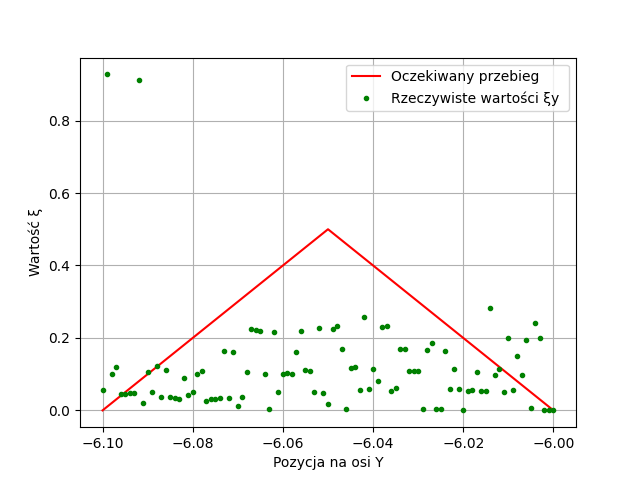 Oczekiwany przebieg
Rzeczywiste wartości ξy
0.8
0.6
0.4
0.2
0.0
Wartość ξ
−6.10 −6.08 −6.06 −6.04 −6.02 −6.00
Pozycja na osi Y